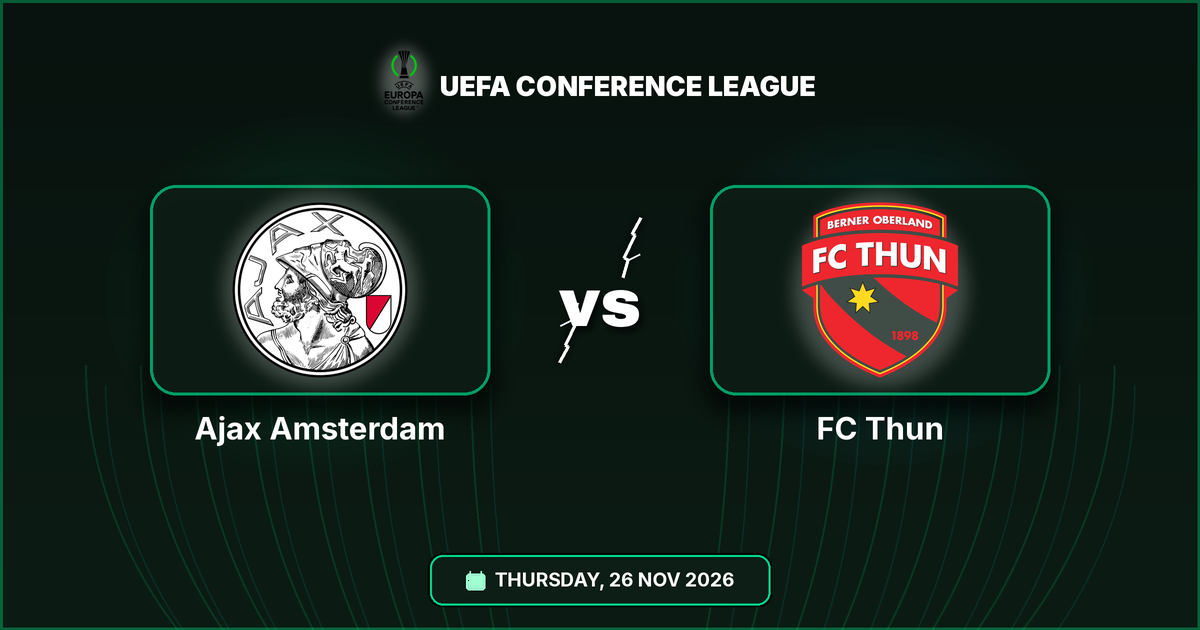 UEFA
EUROPA
CONFERENCE
LEAGUE
UEFA CONFERENCE LEAGUE
AJAX
BERNER OBERLAND
FC THUN
1898
VS
Ajax Amsterdam
FC Thun
THURSDAY, 26 NOV 2026